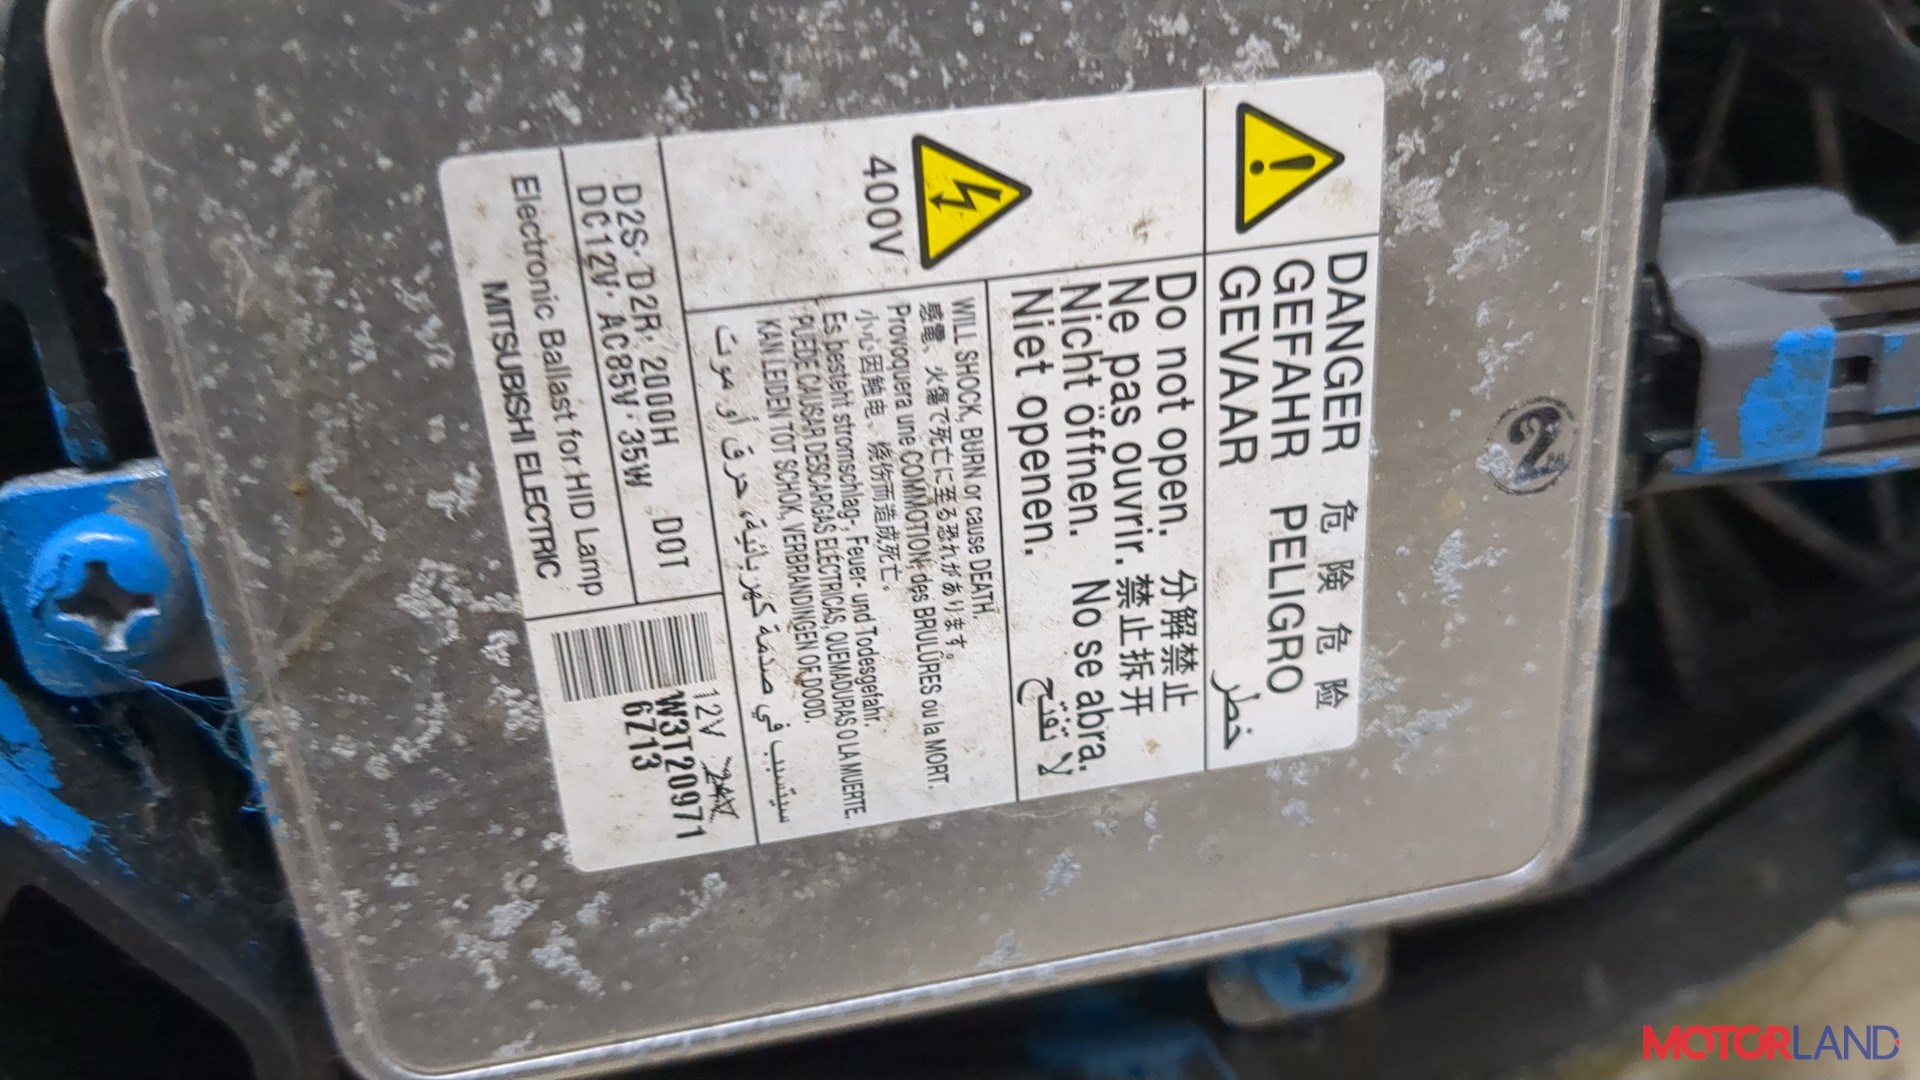 DANGER 危険 危险
GEFAHR PELIGRO
GEVAAR خطر
Do not open. 分解禁止
Ne pas ouvrir. 禁止拆开
Nicht öffnen. No se abra.
Niet openen. لا تفتح
400V
WILL SHOCK, BURN or cause DEATH.
感電、火傷で死亡に至る恐れがあります。
Provoquera une COMMOTION, des BRULURES ou la MORT.
小心因触电、烧伤而造成死亡。
Es besteht stromschlag-, Feuer- und Todesgefahr.
PUEDE CAUSAR DESCARGAS ELÉCTRICAS, QUEMADURAS O LA MUERTE.
KAN LEIDEN TOT SCHOK, VERBRANDINGEN OF DOOD.
سيتسبب في صدمة كهربائية، حرق أو موت
D2S· D2R· 2000H DOT
DC12V· AC85V· 35W
Electronic Ballast for HID Lamp
MITSUBISHI ELECTRIC
12V 24V
W3T20971
6Z13
2
MOTORLAND